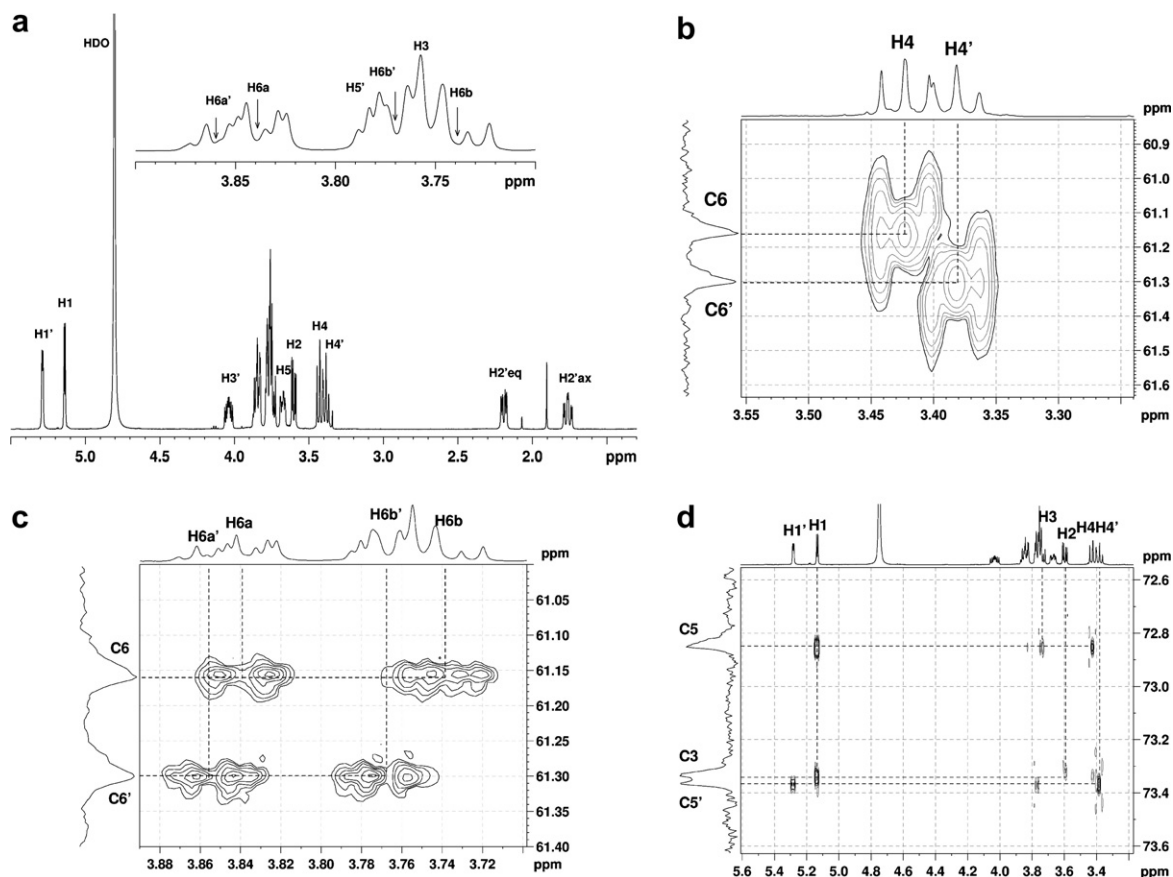 a
HDO
H3
H6a' H6a H5' H6b' H6b
3.85 3.80 3.75 ppm
H1' H1 H3' H5 H2 H4 H4' H2'eq H2'ax
5.0 4.5 4.0 3.5 3.0 2.5 2.0 ppm
b
H4 H4'
ppm
60.9
61.0
C6
61.1
61.2
C6'
61.3
61.4
61.5
61.6
3.55 3.50 3.45 3.40 3.35 3.30 ppm
c
H6a' H6a H6b' H6b
ppm
61.05
61.10
C6
61.15
61.20
61.25
C6'
61.30
61.35
61.40
3.88 3.86 3.84 3.82 3.80 3.78 3.76 3.74 3.72 ppm
d
H1' H1 H3 H2 H4 H4'
ppm
72.6
C5
72.8
73.0
73.2
C3
C5'
73.4
73.6
5.6 5.4 5.2 5.0 4.8 4.6 4.4 4.2 4.0 3.8 3.6 3.4 ppm